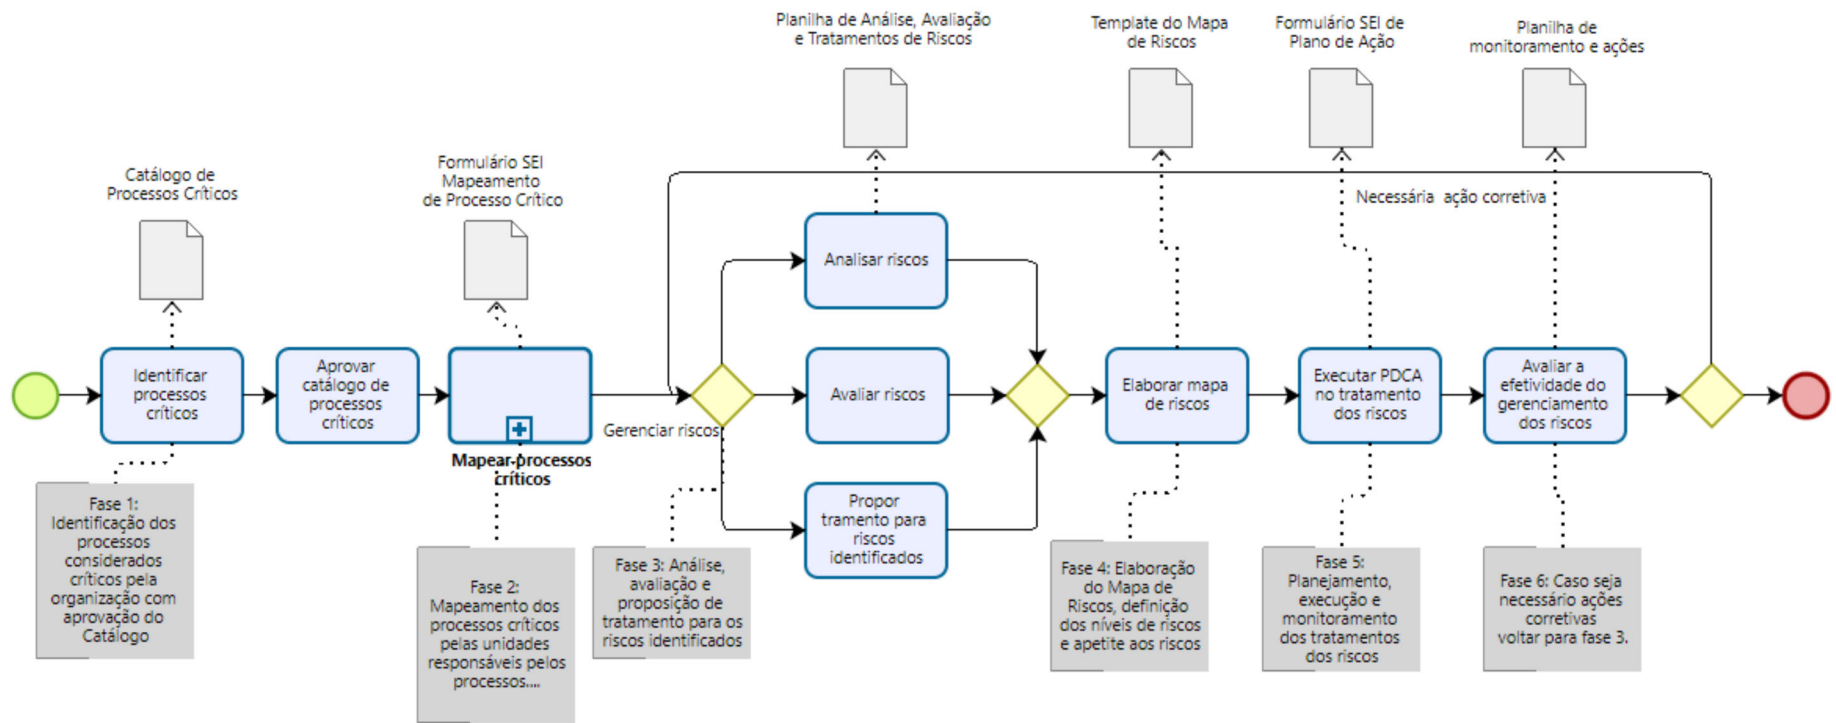 Planilha de Análise, Avaliação
e Tratamentos de Riscos
Template do Mapa
de Riscos
Formulário SEI de
Plano de Ação
Planilha de
monitoramento e ações
Catálogo de
Processos Críticos
Formulário SEI
Mapeamento
de Processo Crítico
Necessária ação corretiva
Identificar
processos
críticos
Aprovar
catálogo de
processos
críticos
Mapear processos
críticos
Gerenciar riscos
Analisar riscos
Avaliar riscos
Propor
tramento para
riscos
identificados
Elaborar mapa
de riscos
Executar PDCA
no tratamento
dos riscos
Avaliar a
efetividade do
gerenciamento
dos riscos
Fase 1:
Identificação dos
processos
considerados
críticos pela
organização com
aprovação do
Catálogo
Fase 2:
Mapeamento dos
processos críticos
pelas unidades
responsáveis pelos
processos....
Fase 3: Análise,
avaliação e
proposição de
tratamento para os
riscos identificados
Fase 4: Elaboração
do Mapa de
Riscos, definição
dos níveis de riscos
e apetite aos riscos
Fase 5:
Planejamento,
execução e
monitoramento
dos tratamentos
dos riscos
Fase 6: Caso seja
necessário ações
corretivas
voltar para fase 3.